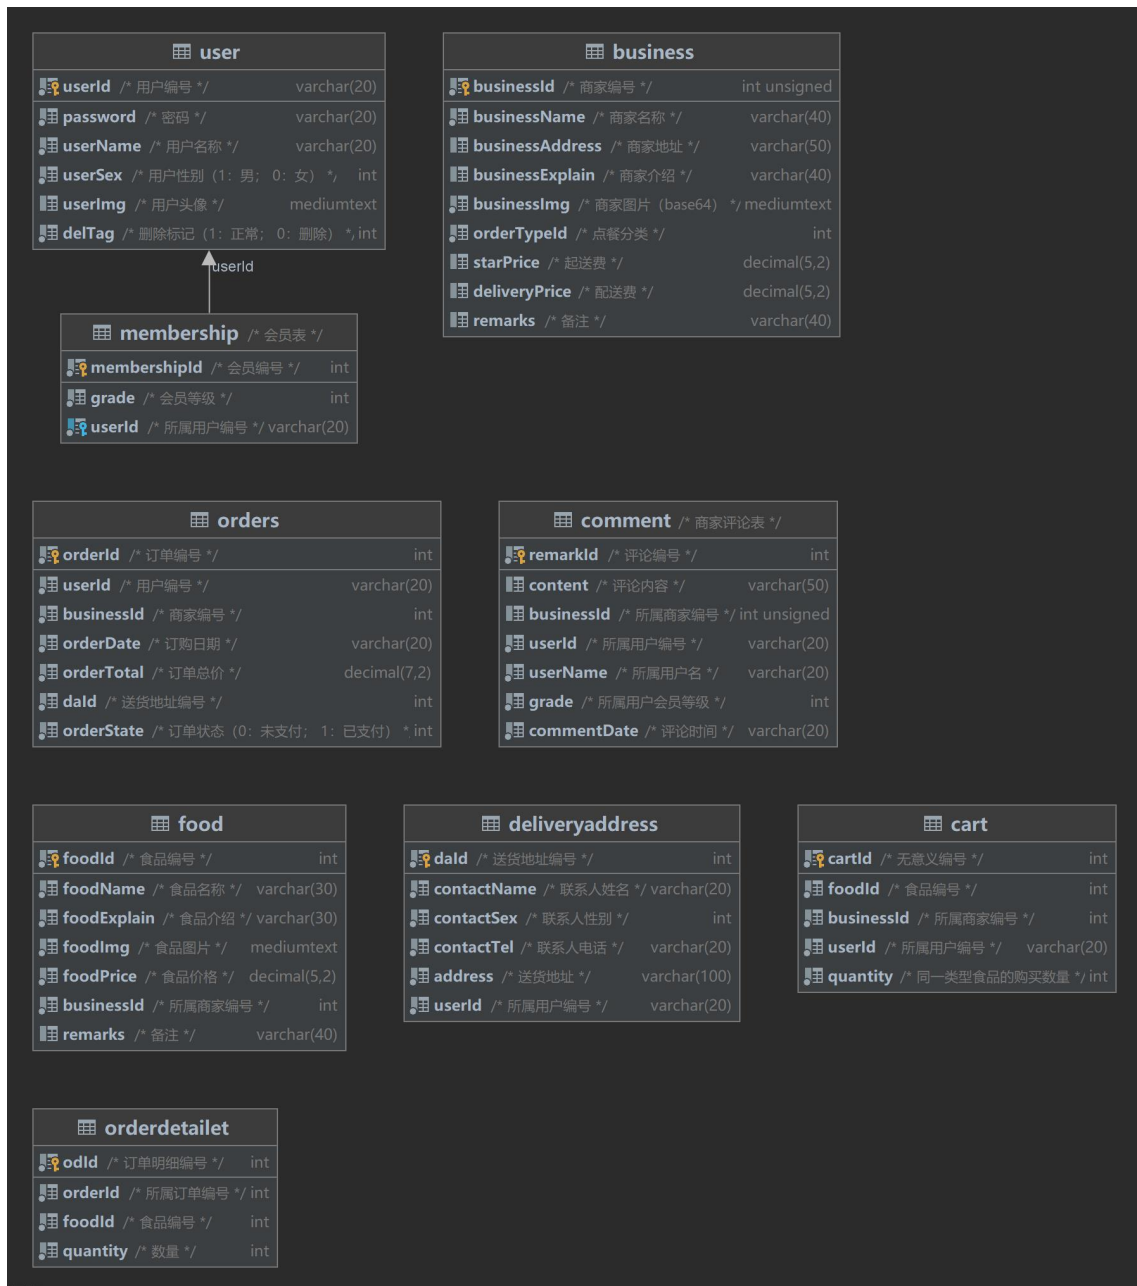 user
userId /* 用户编号 */ varchar(20)
password /* 密码 */ varchar(20)
userName /* 用户名称 */ varchar(20)
userSex /* 用户性别（1：男； 0：女） */ int
userImg /* 用户头像 */ mediumtext
delTag /* 删除标记（1：正常； 0：删除） */ int
userId
membership /* 会员表 */
membershipId /* 会员编号 */ int
grade /* 会员等级 */ int
userId /* 所属用户编号 */ varchar(20)
business
businessId /* 商家编号 */ int unsigned
businessName /* 商家名称 */ varchar(40)
businessAddress /* 商家地址 */ varchar(50)
businessExplain /* 商家介绍 */ varchar(40)
businessImg /* 商家图片（base64） */ mediumtext
orderTypeId /* 点餐分类 */ int
starPrice /* 起送费 */ decimal(5,2)
deliveryPrice /* 配送费 */ decimal(5,2)
remarks /* 备注 */ varchar(40)
orders
orderId /* 订单编号 */ int
userId /* 用户编号 */ varchar(20)
businessId /* 商家编号 */ int
orderDate /* 订购日期 */ varchar(20)
orderTotal /* 订单总价 */ decimal(7,2)
daId /* 送货地址编号 */ int
orderState /* 订单状态（0：未支付； 1：已支付） * int
comment /* 商家评论表 */
remarkId /* 评论编号 */ int
content /* 评论内容 */ varchar(50)
businessId /* 所属商家编号 */ int unsigned
userId /* 所属用户编号 */ varchar(20)
userName /* 所属用户名 */ varchar(20)
grade /* 所属用户会员等级 */ int
commentDate /* 评论时间 */ varchar(20)
food
foodId /* 食品编号 */ int
foodName /* 食品名称 */ varchar(30)
foodExplain /* 食品介绍 */ varchar(30)
foodImg /* 食品图片 */ mediumtext
foodPrice /* 食品价格 */ decimal(5,2)
businessId /* 所属商家编号 */ int
remarks /* 备注 */ varchar(40)
deliveryaddress
daId /* 送货地址编号 */ int
contactName /* 联系人姓名 */ varchar(20)
contactSex /* 联系人性别 */ int
contactTel /* 联系人电话 */ varchar(20)
address /* 送货地址 */ varchar(100)
userId /* 所属用户编号 */ varchar(20)
cart
cartId /* 无意义编号 */ int
foodId /* 食品编号 */ int
businessId /* 所属商家编号 */ int
userId /* 所属用户编号 */ varchar(20)
quantity /* 同一类型食品的购买数量 */ int
orderdetailet
odId /* 订单明细编号 */ int
orderId /* 所属订单编号 */ int
foodId /* 食品编号 */ int
quantity /* 数量 */ int